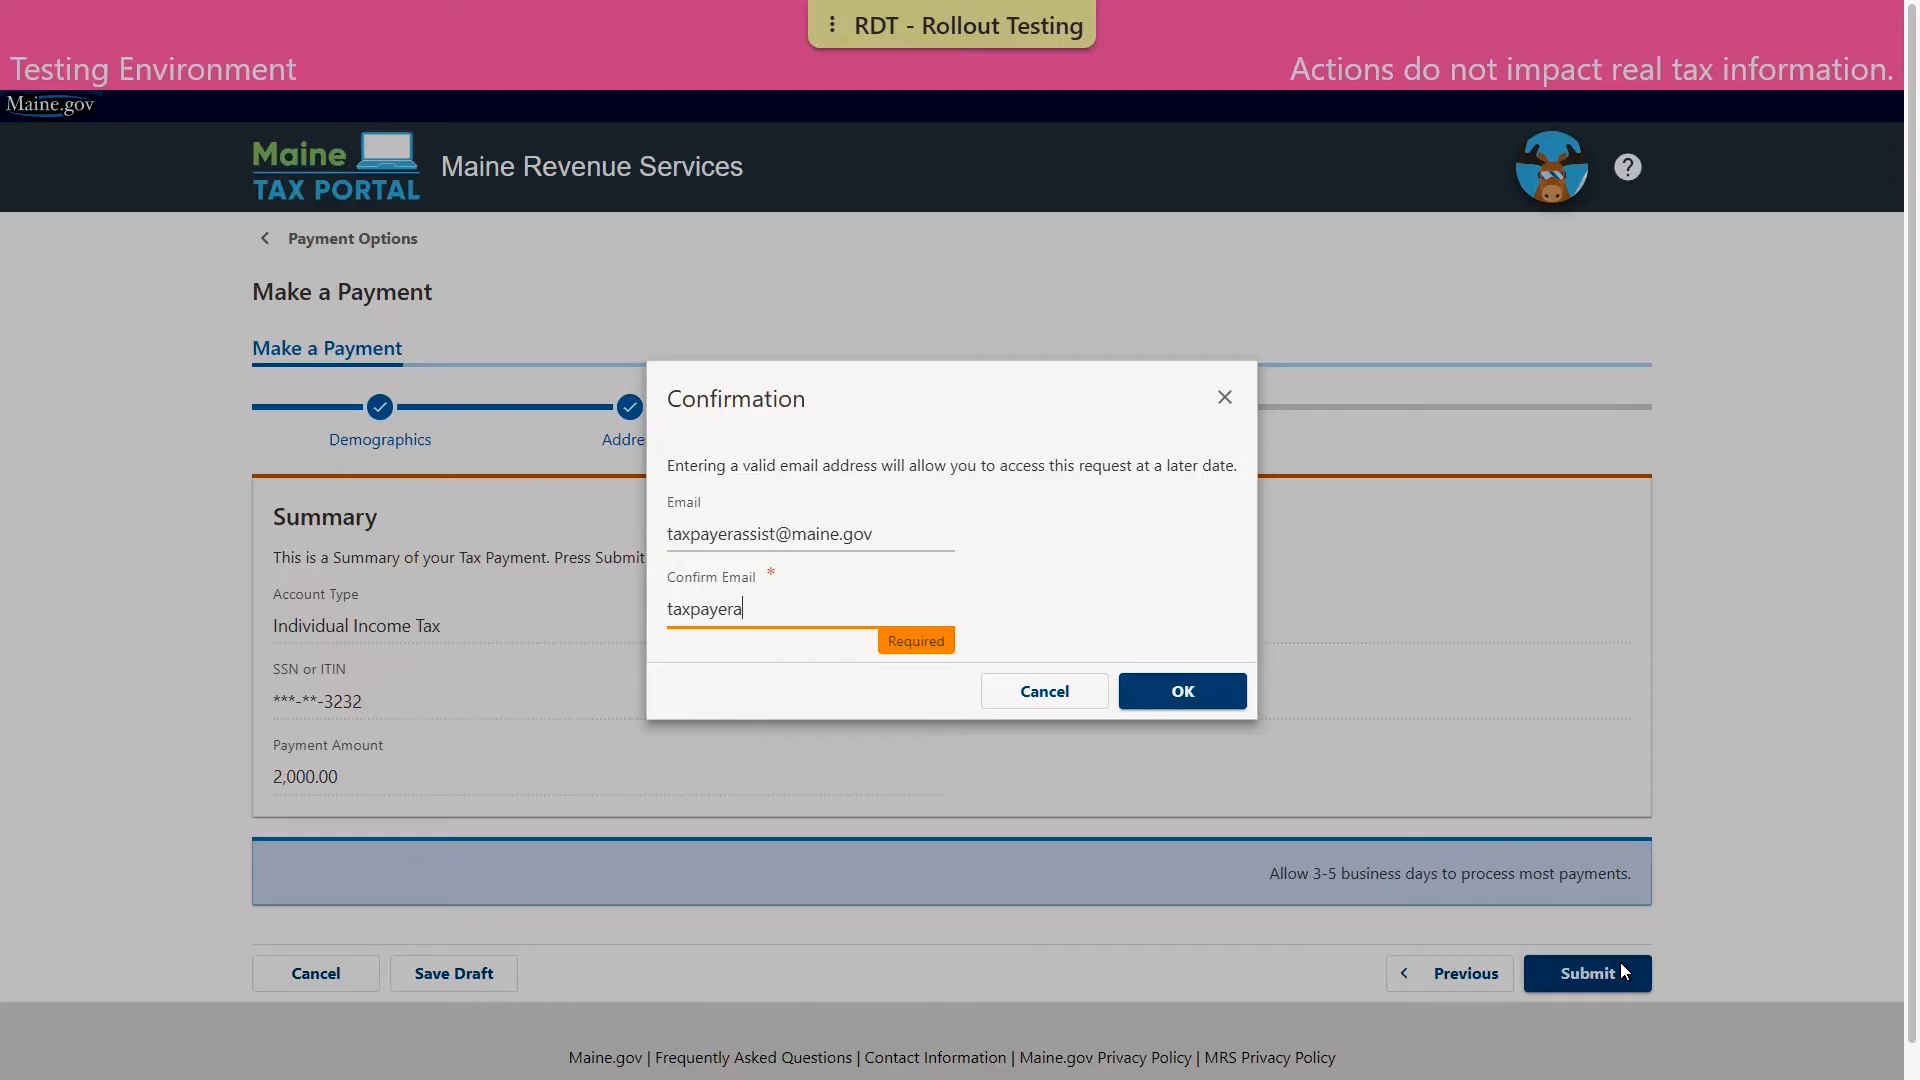 RDT - Rollout Testing
Testing Environment
Actions do not impact real tax information.
Maine.gov
Maine
TAX PORTAL
Maine Revenue Services
?
Payment Options
Make a Payment
Make a Payment
Demographics
Addre
Confirmation
Entering a valid email address will allow you to access this request at a later date.
Email
taxpayerassist@maine.gov
Confirm Email *
taxpayera
Required
Cancel
OK
Summary
This is a Summary of your Tax Payment. Press Submit
Account Type
Individual Income Tax
SSN or ITIN
***-**-3232
Payment Amount
2,000.00
Allow 3-5 business days to process most payments.
Cancel
Save Draft
Previous
Submit
Maine.gov | Frequently Asked Questions | Contact Information | Maine.gov Privacy Policy | MRS Privacy Policy